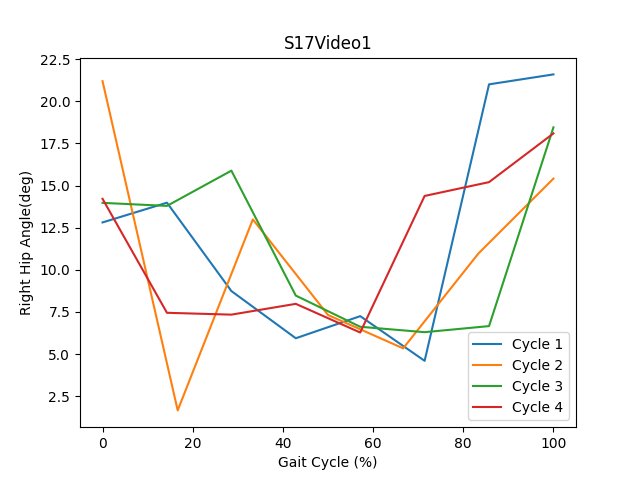 S17Video1
22.5
20.0
17.5
15.0
12.5
10.0
7.5
5.0
2.5
Right Hip Angle(deg)
0 20 40 60 80 100
Gait Cycle (%)
Cycle 1
Cycle 2
Cycle 3
Cycle 4